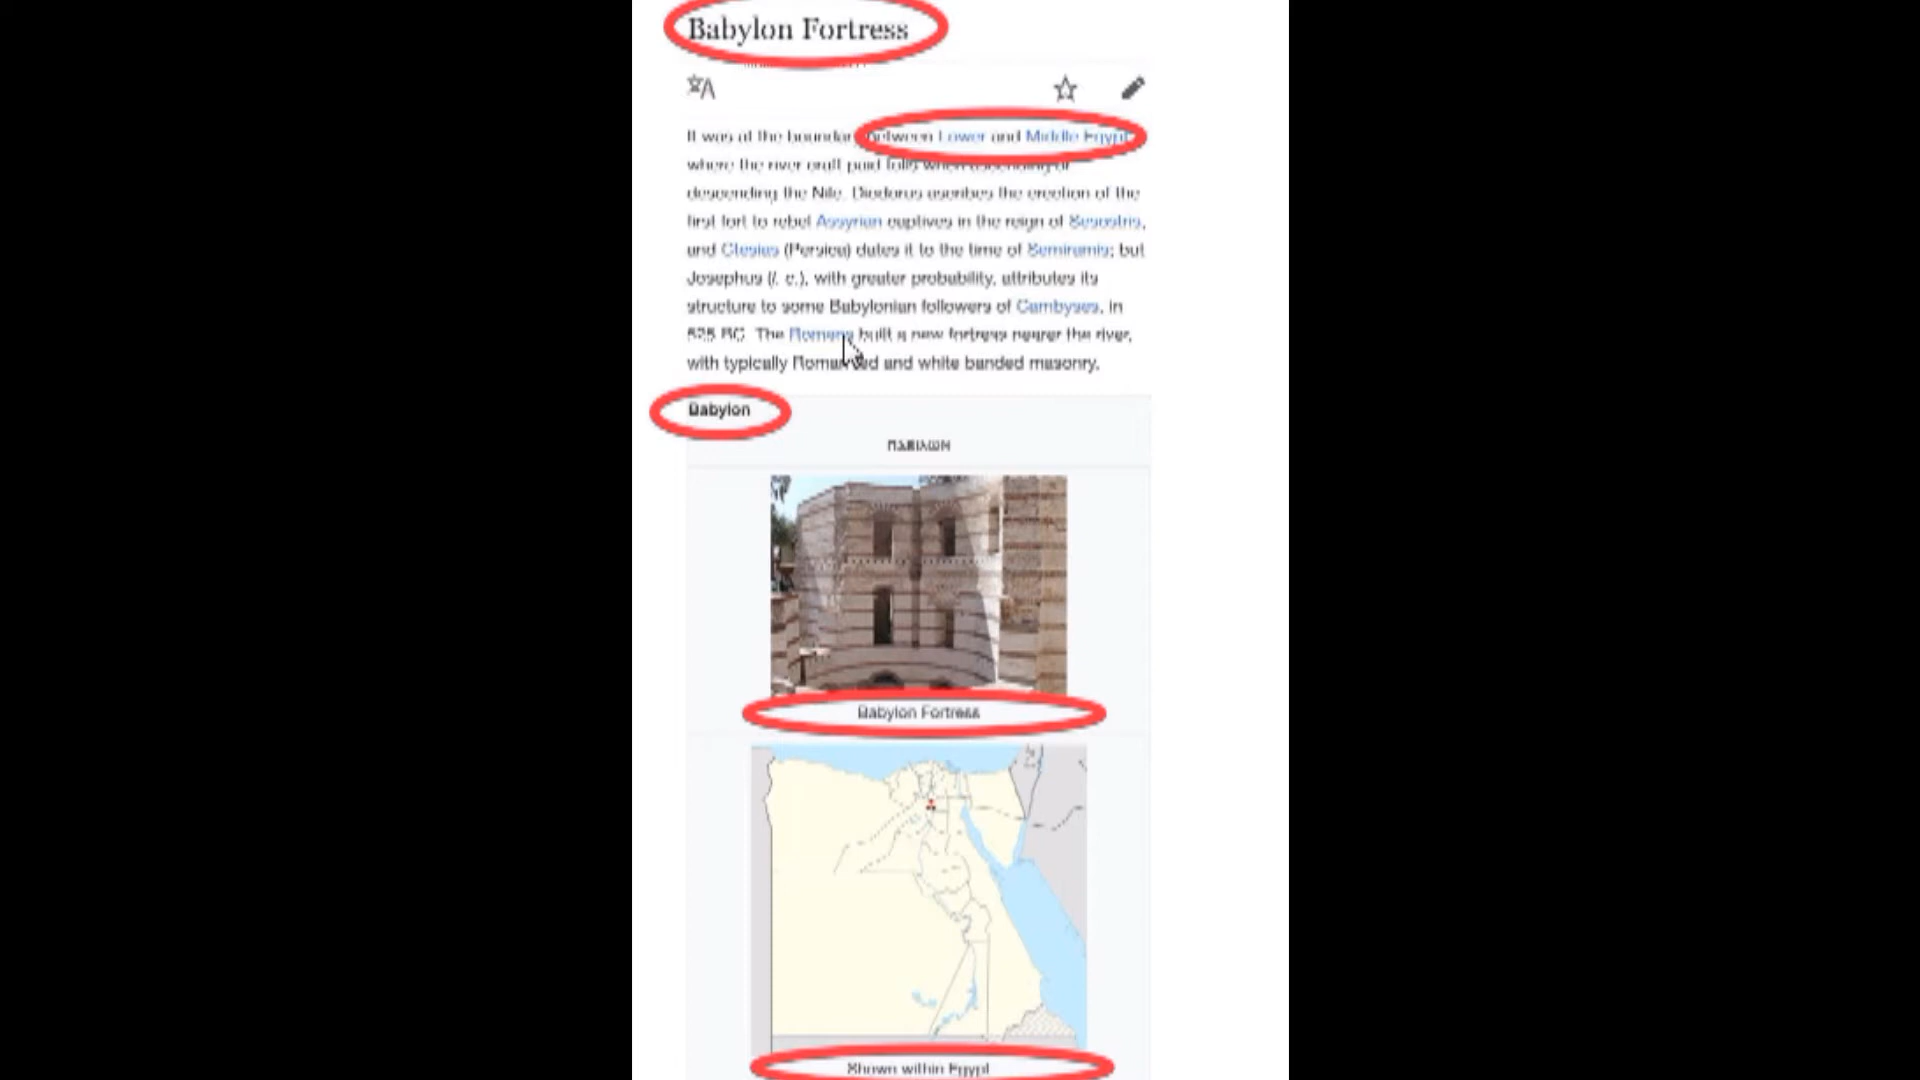 Babylon Fortress
It was at the boundary between Lower and Middle Egypt,
where the river craft paid tolls when ascending or
descending the Nile. Diodorus ascribes the erection of the
first fort to rebel Assyrian captives in the reign of Sesostris,
and Ctesias (Persica) dates it to the time of Semiramis; but
Josephus (l. c.), with greater probability, attributes its
structure to some Babylonian followers of Cambyses, in
525 BC. The Romans built a new fortress nearer the river,
with typically Roman red and white banded masonry.
Babylon
ⲠⲀⲂⲒⲖⲰⲚ
Babylon Fortress
Shown within Egypt